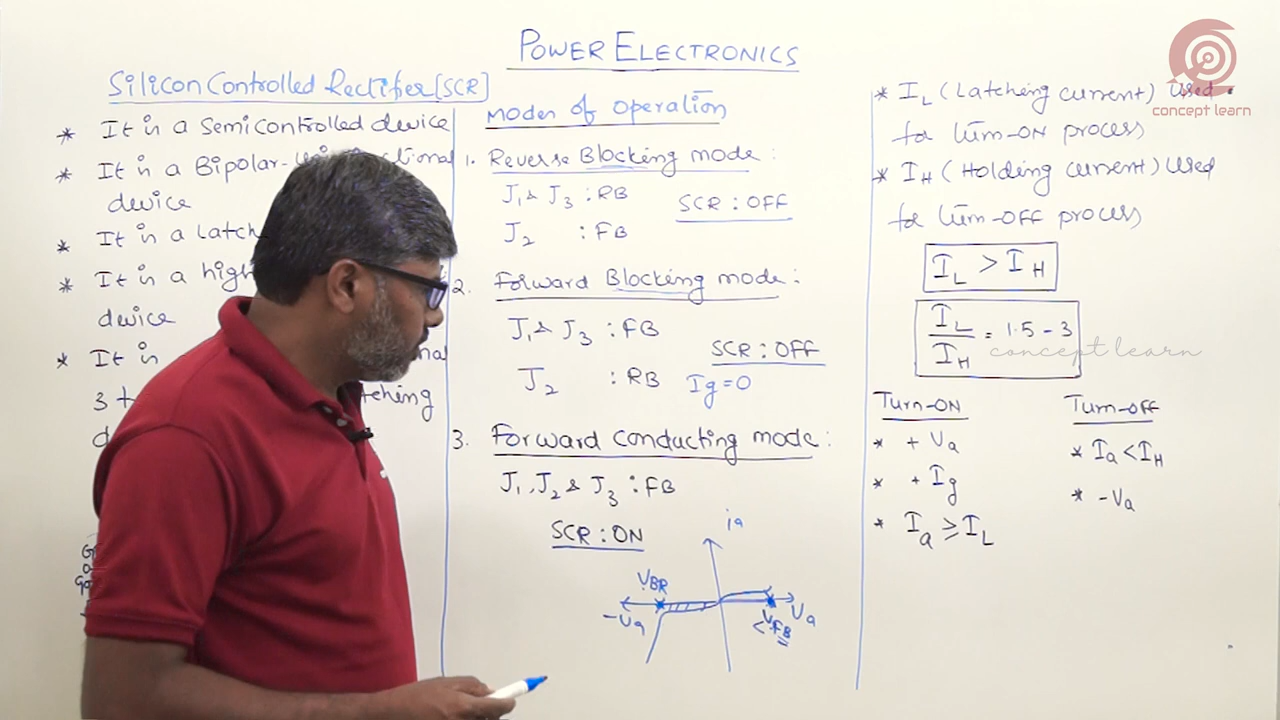 POWER ELECTRONICS
Silicon Controlled Rectifier [SCR]
* It is a semicontrolled device
* It is a Bipolar-
device
* It is a
* It is a
device
* It is
3
modes of operation
1. Reverse Blocking mode :
J1 & J3 : RB
SCR : OFF
J2 : FB
2. Forward Blocking mode :
J1 & J3 : FB
SCR : OFF
J2 : RB
Ig = 0
3. Forward conducting mode :
J1, J2 & J3 : FB
SCR : ON
ia
VBR
-Va
Va
< VFB
* IL (Latching current) Used
for turn-ON process
* IH (Holding current) Used
for turn-OFF process
IL > IH
IL / IH = 1.5 - 3
Turn-ON
* + Va
* + Ig
* Ia ≥ IL
Turn-OFF
* Ia < IH
* -Va
concept learn
concept learn